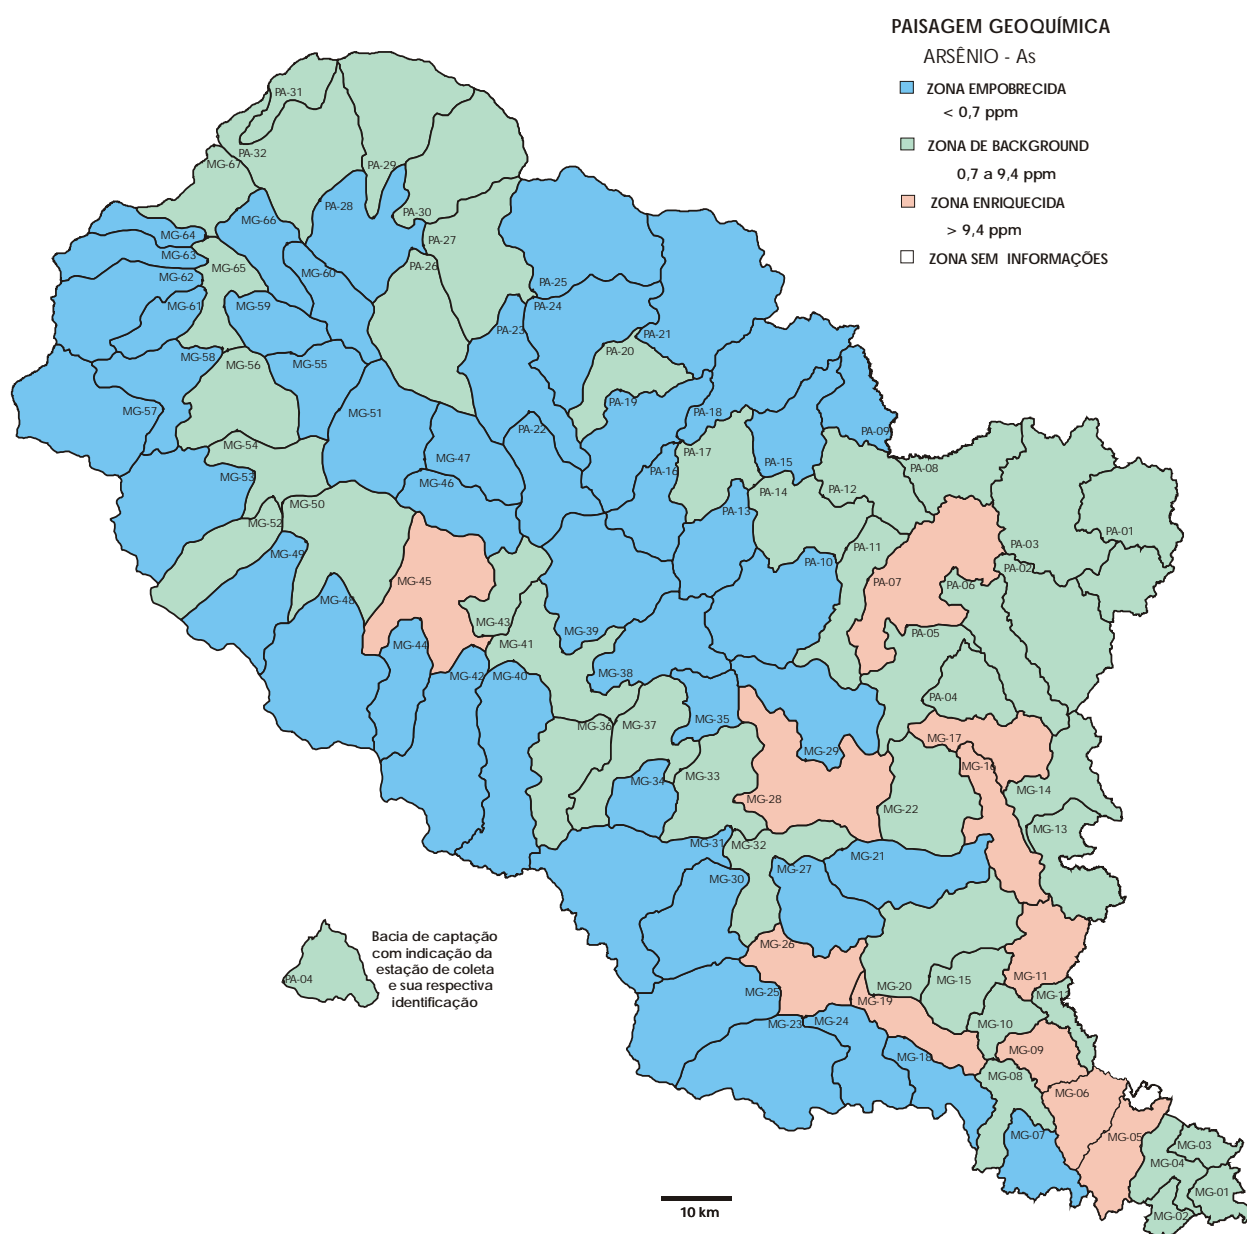 PAISAGEM GEOQUÍMICA
ARSÊNIO - As
ZONA EMPOBRECIDA
< 0,7 ppm
ZONA DE BACKGROUND
0,7 a 9,4 ppm
ZONA ENRIQUECIDA
> 9,4 ppm
ZONA SEM INFORMAÇÕES
PA-31
PA-32
MG-67
PA-29
PA-28
PA-30
MG-66
MG-64
PA-27
MG-63
MG-65
PA-26
MG-60
MG-62
PA-25
MG-61
MG-59
PA-24
PA-23
PA-21
PA-20
MG-58
MG-56
MG-55
PA-19
MG-57
MG-51
PA-18
PA-22
PA-09
MG-54
PA-17
MG-47
PA-16
PA-15
PA-08
MG-53
MG-46
PA-14
PA-12
MG-50
PA-13
MG-52
PA-01
PA-03
PA-11
MG-49
PA-10
PA-02
MG-45
PA-07
PA-06
MG-48
MG-43
MG-39
PA-05
MG-44
MG-41
MG-38
MG-42
MG-40
PA-04
MG-36
MG-37
MG-35
MG-17
MG-29
MG-16
MG-34
MG-33
MG-14
MG-28
MG-22
MG-13
MG-31
MG-32
MG-21
MG-30
MG-27
Bacia de captação
com indicação da
estação de coleta
e sua respectiva
identificação
PA-04
MG-26
MG-11
MG-15
MG-20
MG-25
MG-19
MG-23
MG-24
MG-10
MG-18
MG-09
MG-08
MG-06
MG-07
MG-05
MG-03
MG-04
MG-01
MG-02
10 km